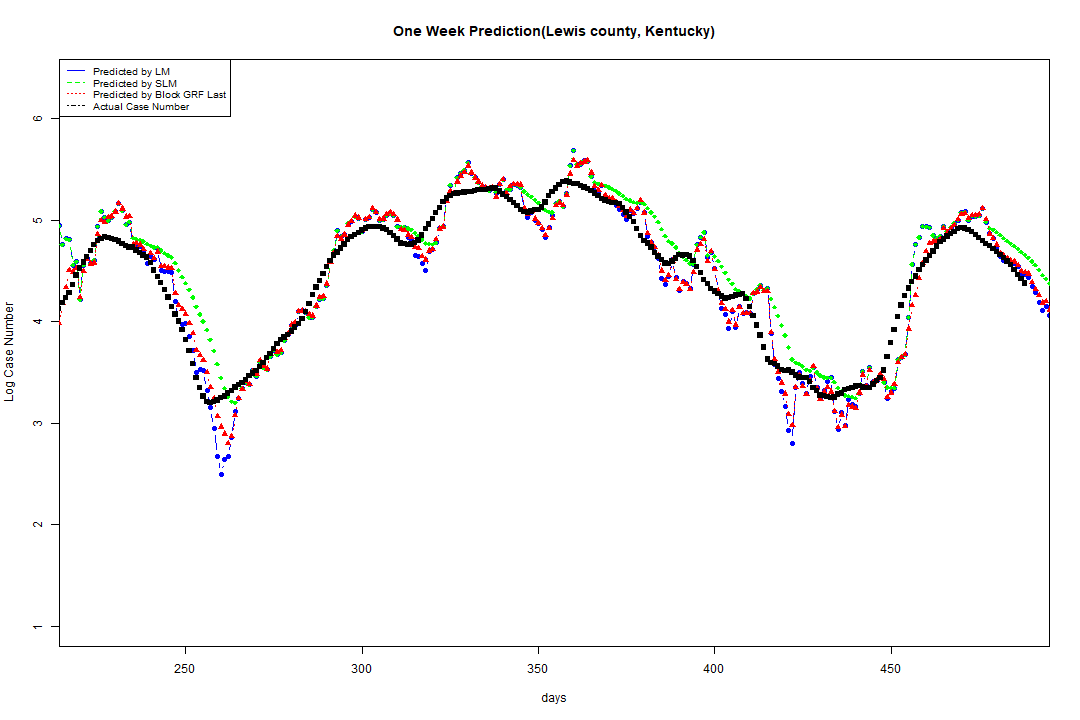 One Week Prediction(Lewis county, Kentucky)
Predicted by LM
Predicted by SLM
Predicted by Block GRF Last
Actual Case Number
6
5
4
3
2
1
Log Case Number
250 300 350 400 450
days